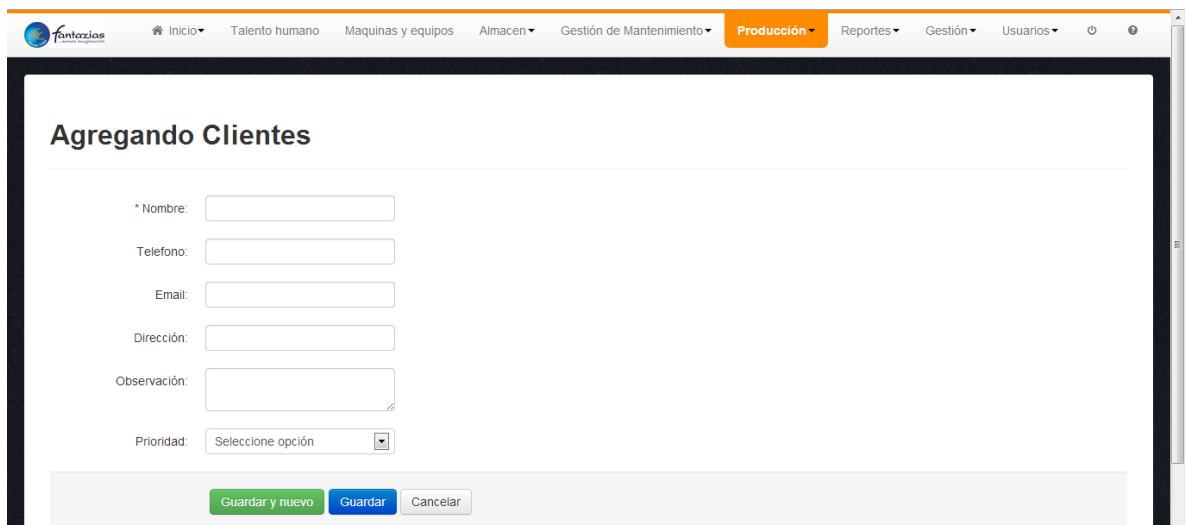 fantazias
Inicio Talento humano Maquinas y equipos Almacen Gestión de Mantenimiento Producción Reportes Gestión Usuarios
Agregando Clientes
* Nombre:
Telefono:
Email:
Dirección:
Observación:
Prioridad: Seleccione opción
Guardar y nuevo Guardar Cancelar